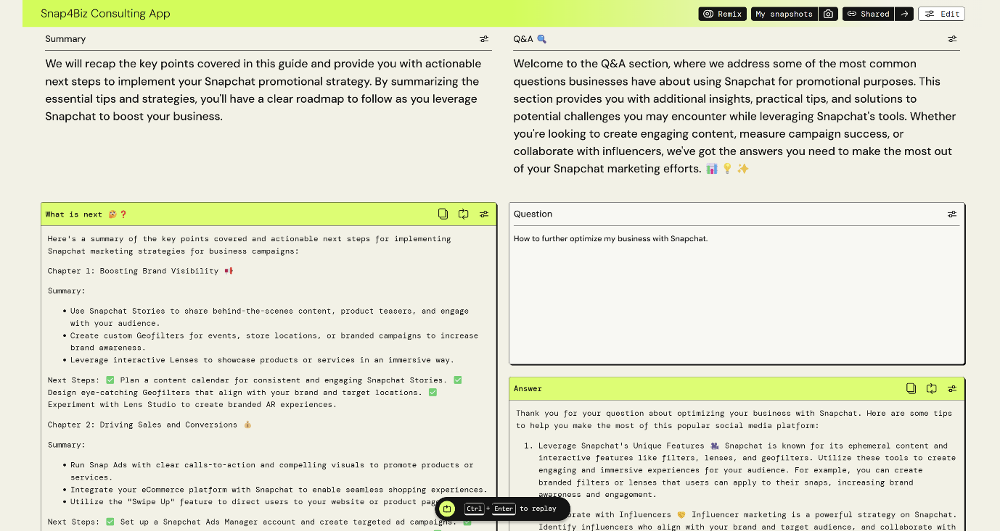 Snap4Biz Consulting App
Remix
My snapshots
Shared
Edit
Summary
We will recap the key points covered in this guide and provide you with actionable
next steps to implement your Snapchat promotional strategy. By summarizing the
essential tips and strategies, you'll have a clear roadmap to follow as you leverage
Snapchat to boost your business.
Q&A 🔍
Welcome to the Q&A section, where we address some of the most common
questions businesses have about using Snapchat for promotional purposes. This
section provides you with additional insights, practical tips, and solutions to
potential challenges you may encounter while leveraging Snapchat's tools. Whether
you're looking to create engaging content, measure campaign success, or
collaborate with influencers, we've got the answers you need to make the most out
of your Snapchat marketing efforts. 📊 💡 ✨
What is next 🤔❓
Here's a summary of the key points covered and actionable next steps for implementing
Snapchat marketing strategies for business campaigns:
Chapter 1: Boosting Brand Visibility 📢
Summary:
• Use Snapchat Stories to share behind-the-scenes content, product teasers, and engage
with your audience.
• Create custom Geofilters for events, store locations, or branded campaigns to increase
brand awareness.
• Leverage interactive Lenses to showcase products or services in an immersive way.
Next Steps: ✅ Plan a content calendar for consistent and engaging Snapchat Stories. ✅
Design eye-catching Geofilters that align with your brand and target locations. ✅
Experiment with Lens Studio to create branded AR experiences.
Chapter 2: Driving Sales and Conversions 💰
Summary:
• Run Snap Ads with clear calls-to-action and compelling visuals to promote products or
services.
• Integrate your eCommerce platform with Snapchat to enable seamless shopping experiences.
• Utilize the "Swipe Up" feature to direct users to your website or product
Next Steps: ✅ Set up a Snapchat Ads Manager account and create targeted ad campaigns. ✅
Question
How to further optimize my business with Snapchat.
Answer
Thank you for your question about optimizing your business with Snapchat. Here are some tips
to help you make the most of this popular social media platform:
1. Leverage Snapchat's Unique Features 🎥 Snapchat is known for its ephemeral content and
interactive features like filters, lenses, and geofilters. Utilize these tools to create
engaging and immersive experiences for your audience. For example, you can create
branded filters or lenses that users can apply to their snaps, increasing brand
awareness and engagement.
with Influencers 🤝 Influencer marketing is a powerful strategy on Snapchat.
Identify influencers who align with your brand and target audience, and collaborate with
Ctrl + Enter to replay